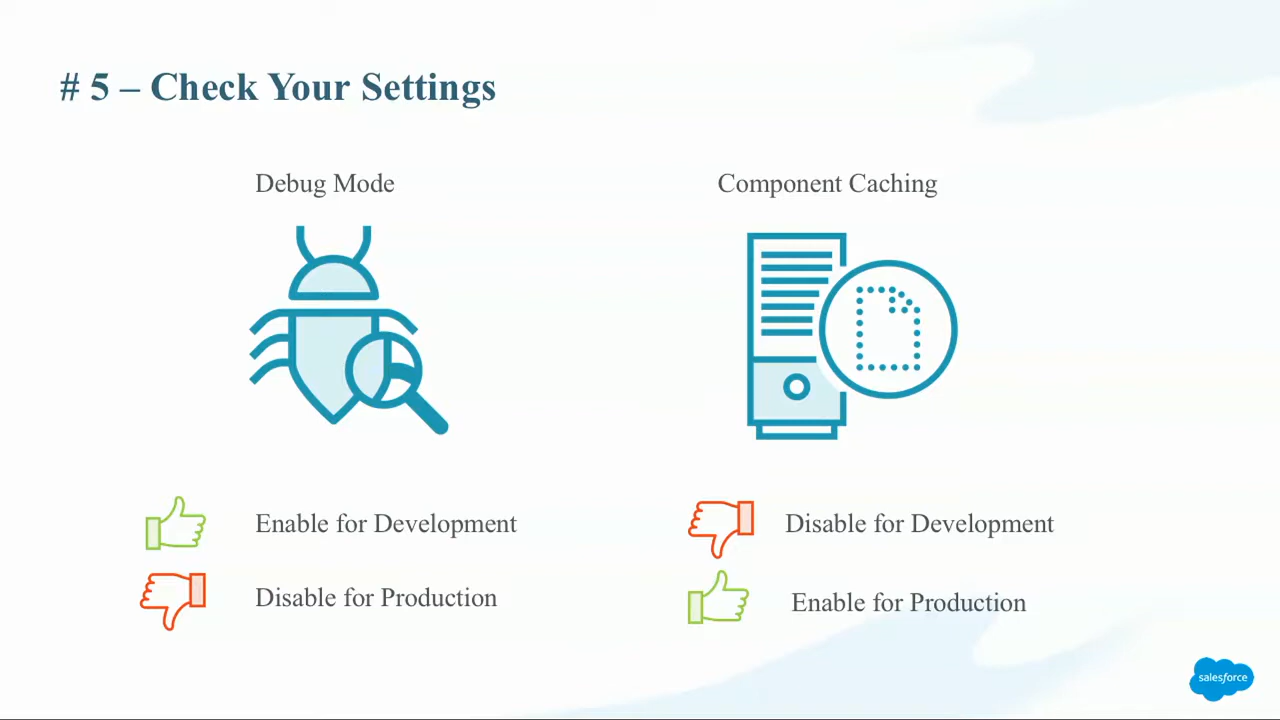 # 5 – Check Your Settings
Debug Mode
Component Caching
Enable for Development
Disable for Production
Disable for Development
Enable for Production
salesforce